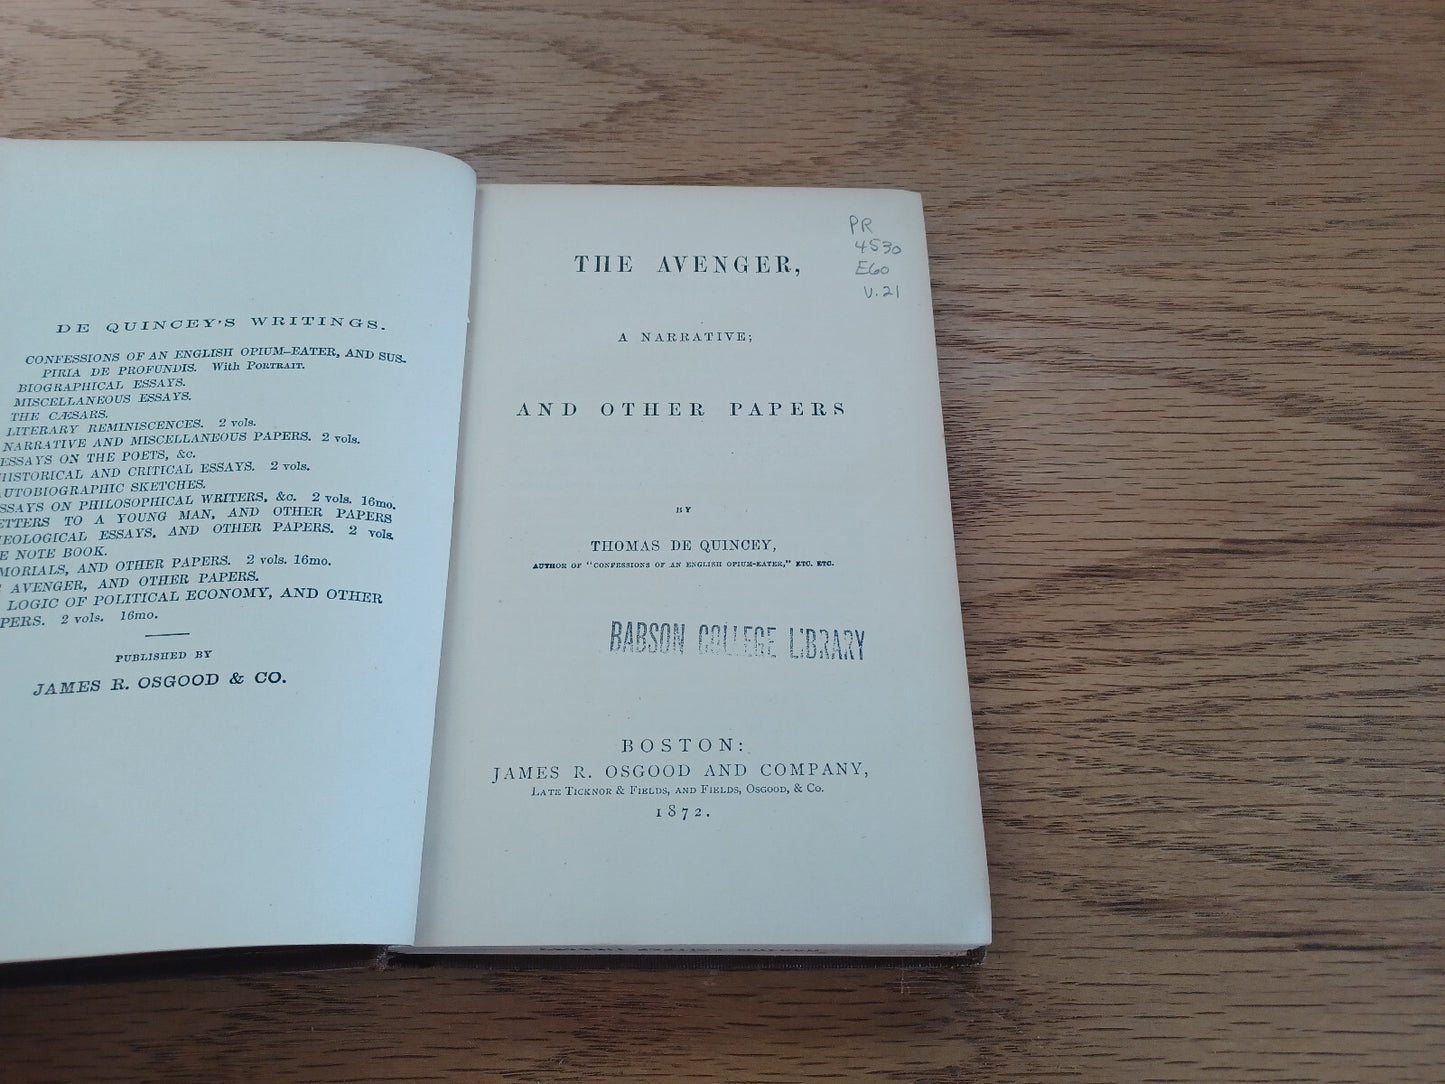 DE QUINCEY'S WRITINGS.
CONFESSIONS OF AN ENGLISH OPIUM-EATER, AND SUS-
PIRIA DE PROFUNDIS. With PORTRAIT.
BIOGRAPHICAL ESSAYS.
MISCELLANEOUS ESSAYS.
THE CÆSARS.
LITERARY REMINISCENCES. 2 vols.
NARRATIVE AND MISCELLANEOUS PAPERS. 2 vols.
ESSAYS ON THE POETS, &c.
HISTORICAL AND CRITICAL ESSAYS. 2 vols.
AUTOBIOGRAPHIC SKETCHES.
SSAYS ON PHILOSOPHICAL WRITERS, &c. 2 vols. 16mo.
ETTERS TO A YOUNG MAN, AND OTHER PAPERS
EOLOGICAL ESSAYS, AND OTHER PAPERS. 2 vols.
E NOTE BOOK.
MORIALS, AND OTHER PAPERS. 2 vols. 16mo.
AVENGER, AND OTHER PAPERS.
LOGIC OF POLITICAL ECONOMY, AND OTHER
PERS. 2 vols. 16mo.
PUBLISHED BY
JAMES R. OSGOOD & CO.
PR
4530
E60
V.21
THE AVENGER,
A NARRATIVE;
AND OTHER PAPERS
BY
THOMAS DE QUINCEY,
AUTHOR OF "CONFESSIONS OF AN ENGLISH OPIUM-EATER," ETC. ETC.
BABSON COLLEGE LIBRARY
BOSTON:
JAMES R. OSGOOD AND COMPANY,
LATE TICKNOR & FIELDS, AND FIELDS, OSGOOD, & CO.
1872.